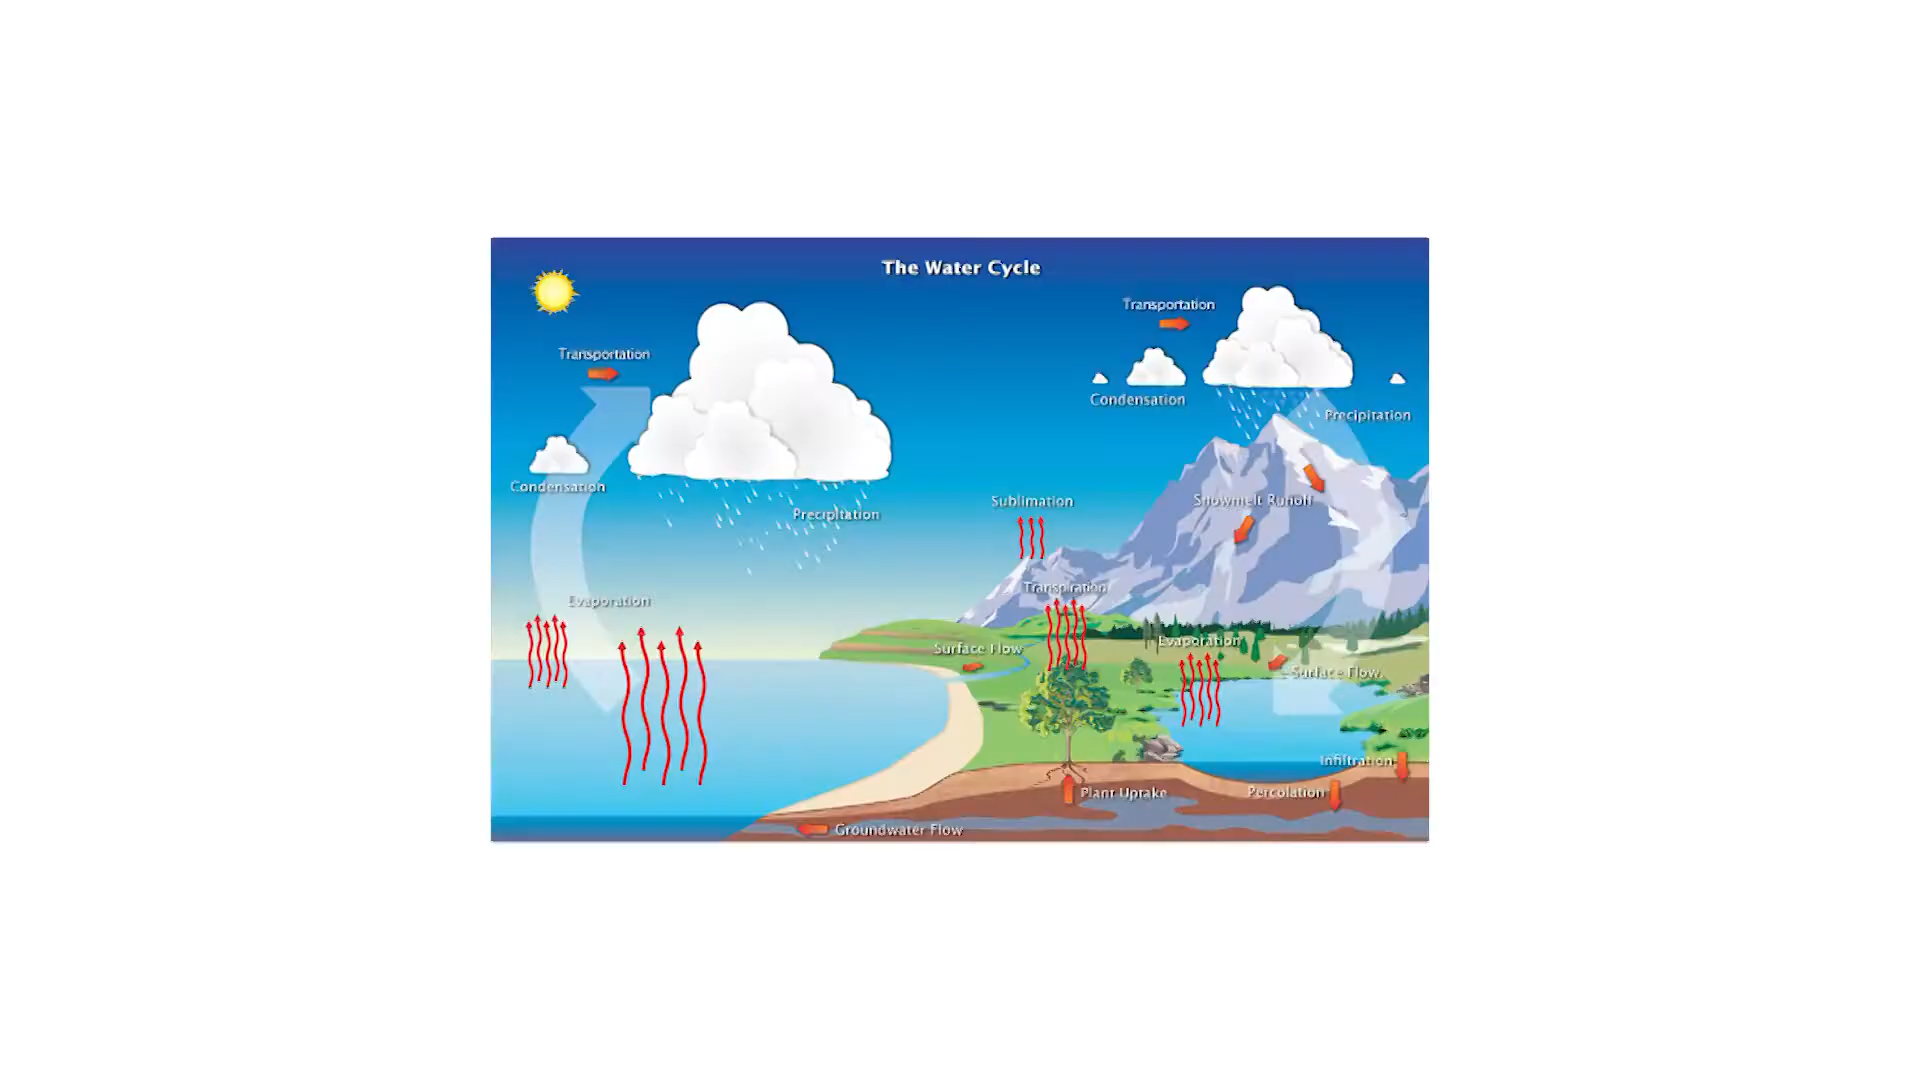 The Water Cycle
Transportation
Transportation
Condensation
Precipitation
Condensation
Precipitation
Sublimation
Snowmelt Runoff
Transpiration
Evaporation
Evaporation
Surface Flow
Surface Flow
Infiltration
Plant Uptake
Percolation
Groundwater Flow